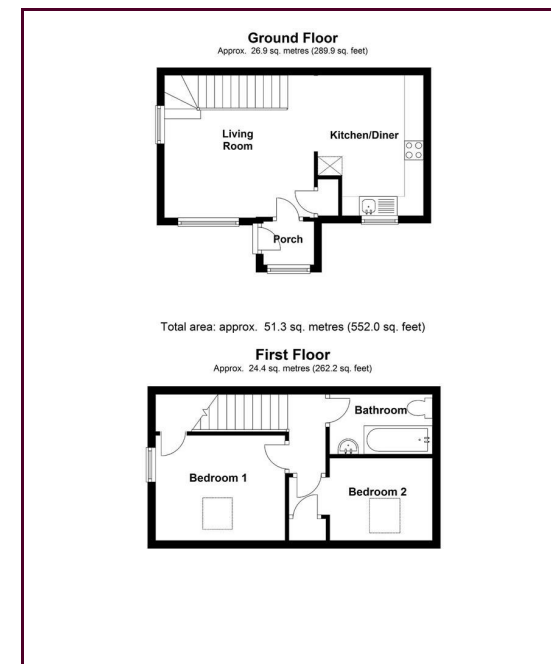 Ground Floor
Approx. 26.9 sq. metres (289.9 sq. feet)
Living
Room
Kitchen/Diner
Porch
Total area: approx. 51.3 sq. metres (552.0 sq. feet)
First Floor
Approx. 24.4 sq. metres (262.2 sq. feet)
Bathroom
Bedroom 1
Bedroom 2